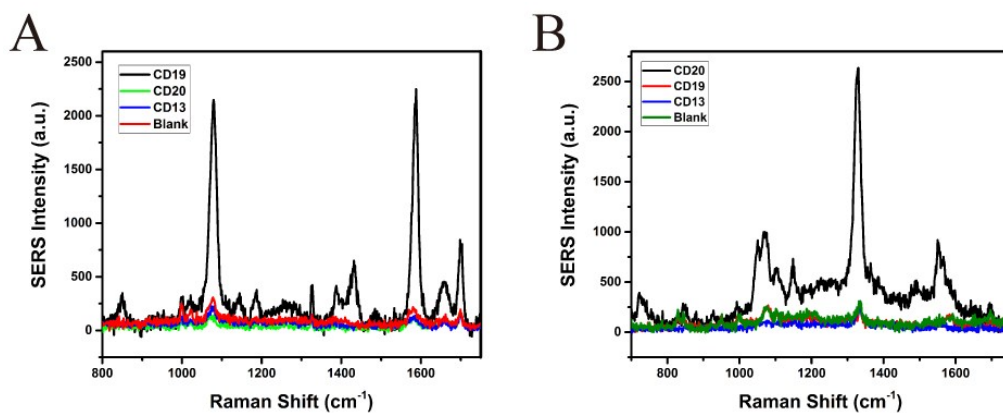 A
B
2500
2000
1500
1000
500
0
CD19
CD20
CD13
Blank
SERS Intensity (a.u.)
800 1000 1200 1400 1600
Raman Shift (cm⁻¹)
2500
2000
1500
1000
500
0
CD20
CD19
CD13
Blank
SERS Intensity (a.u.)
800 1000 1200 1400 1600
Raman Shift (cm⁻¹)